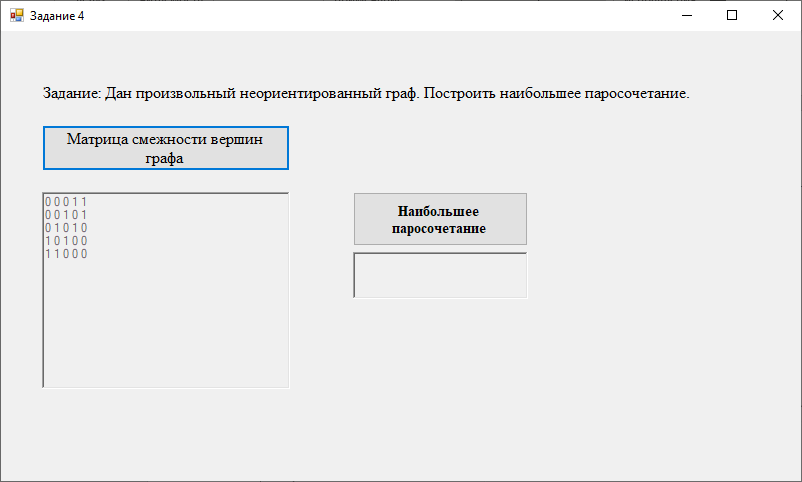 Задание 4
Задание: Дан произвольный неориентированный граф. Построить наибольшее паросочетание.
Матрица смежности вершин
графа
0 0 0 1 1
0 0 1 0 1
0 1 0 1 0
1 0 1 0 0
1 1 0 0 0
Наибольшее
паросочетание